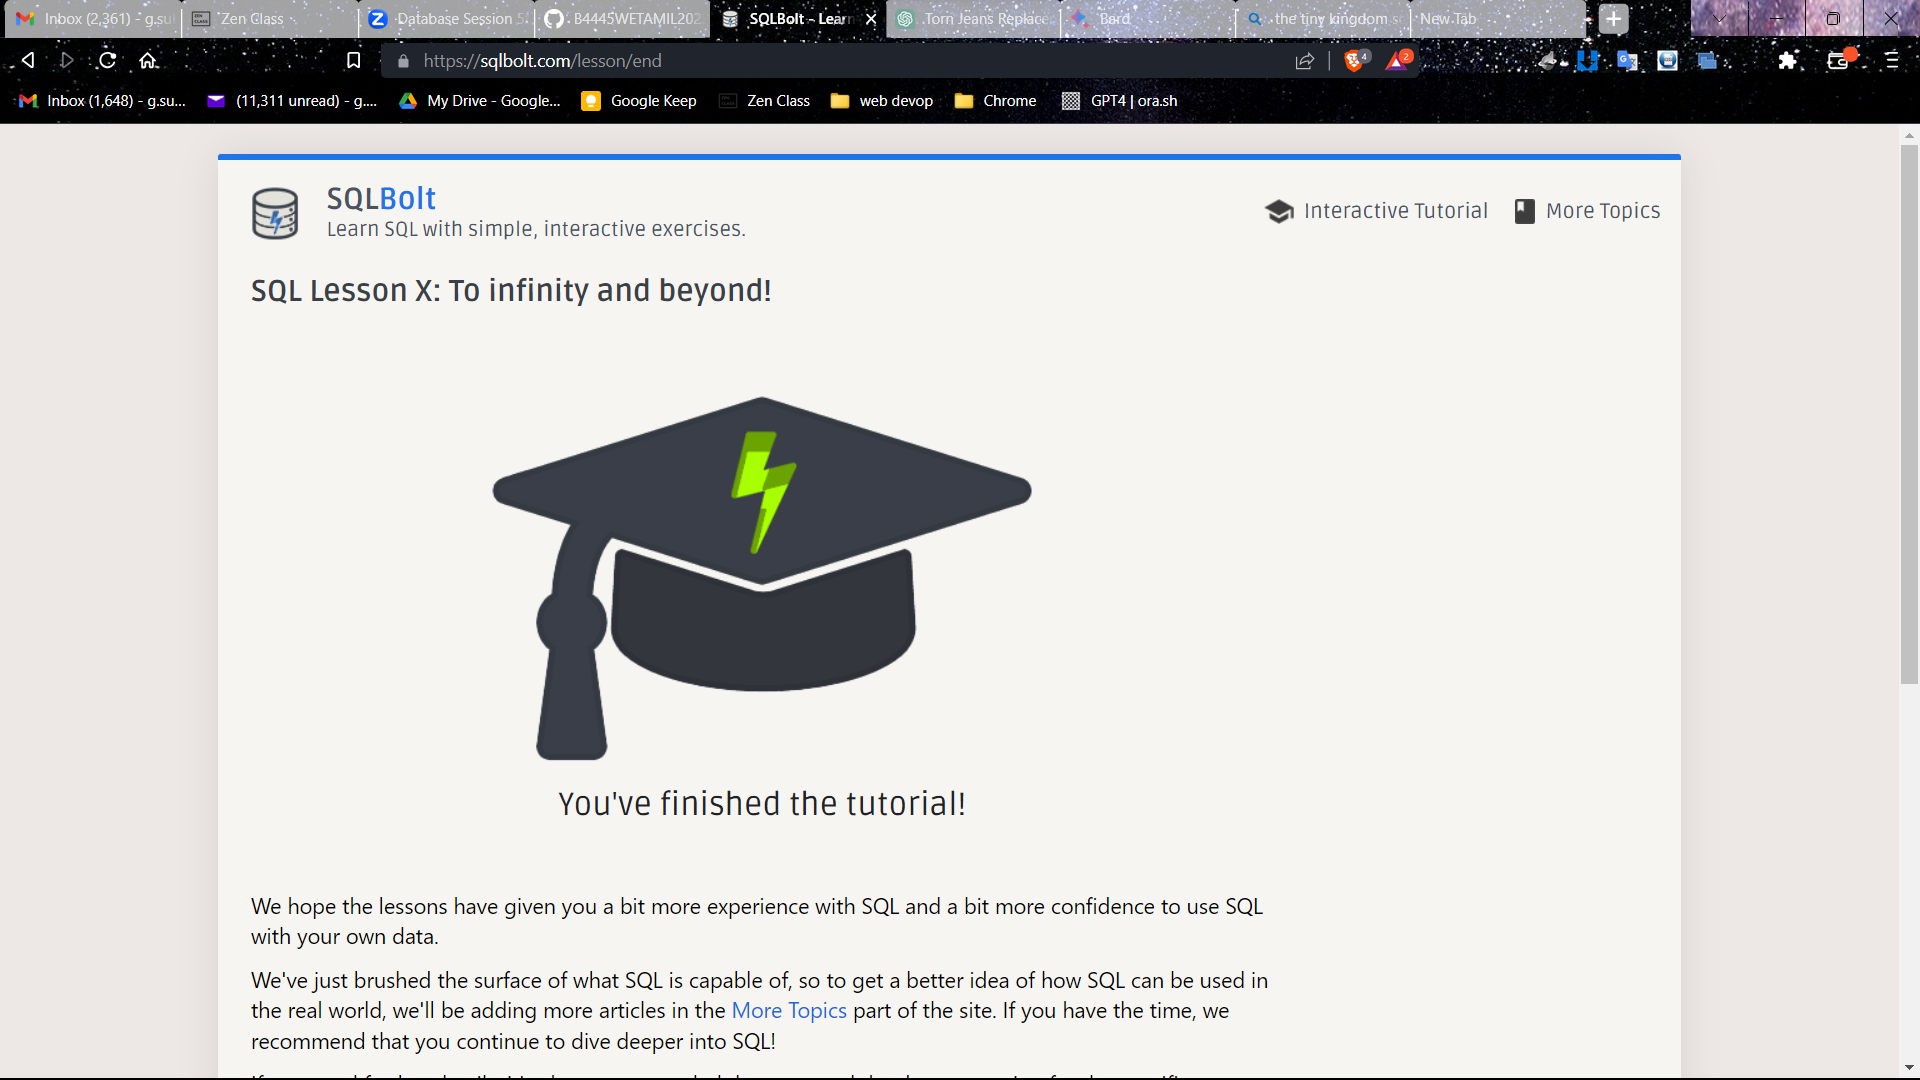 Inbox (2,361) - g.su
Zen Class
Database Session 5
B4445WETAMIL202
SQLBolt - Learn
Torn Jeans Replace
Bard
the tiny kingdom s
New Tab
https://sqlbolt.com/lesson/end
4
2
Inbox (1,648) - g.su...
(11,311 unread) - g....
My Drive - Google...
Google Keep
Zen Class
web devop
Chrome
GPT4 | ora.sh
SQLBolt
Learn SQL with simple, interactive exercises.
Interactive Tutorial
More Topics
SQL Lesson X: To infinity and beyond!
You've finished the tutorial!
We hope the lessons have given you a bit more experience with SQL and a bit more confidence to use SQL
with your own data.
We've just brushed the surface of what SQL is capable of, so to get a better idea of how SQL can be used in
the real world, we'll be adding more articles in the More Topics part of the site. If you have the time, we
recommend that you continue to dive deeper into SQL!